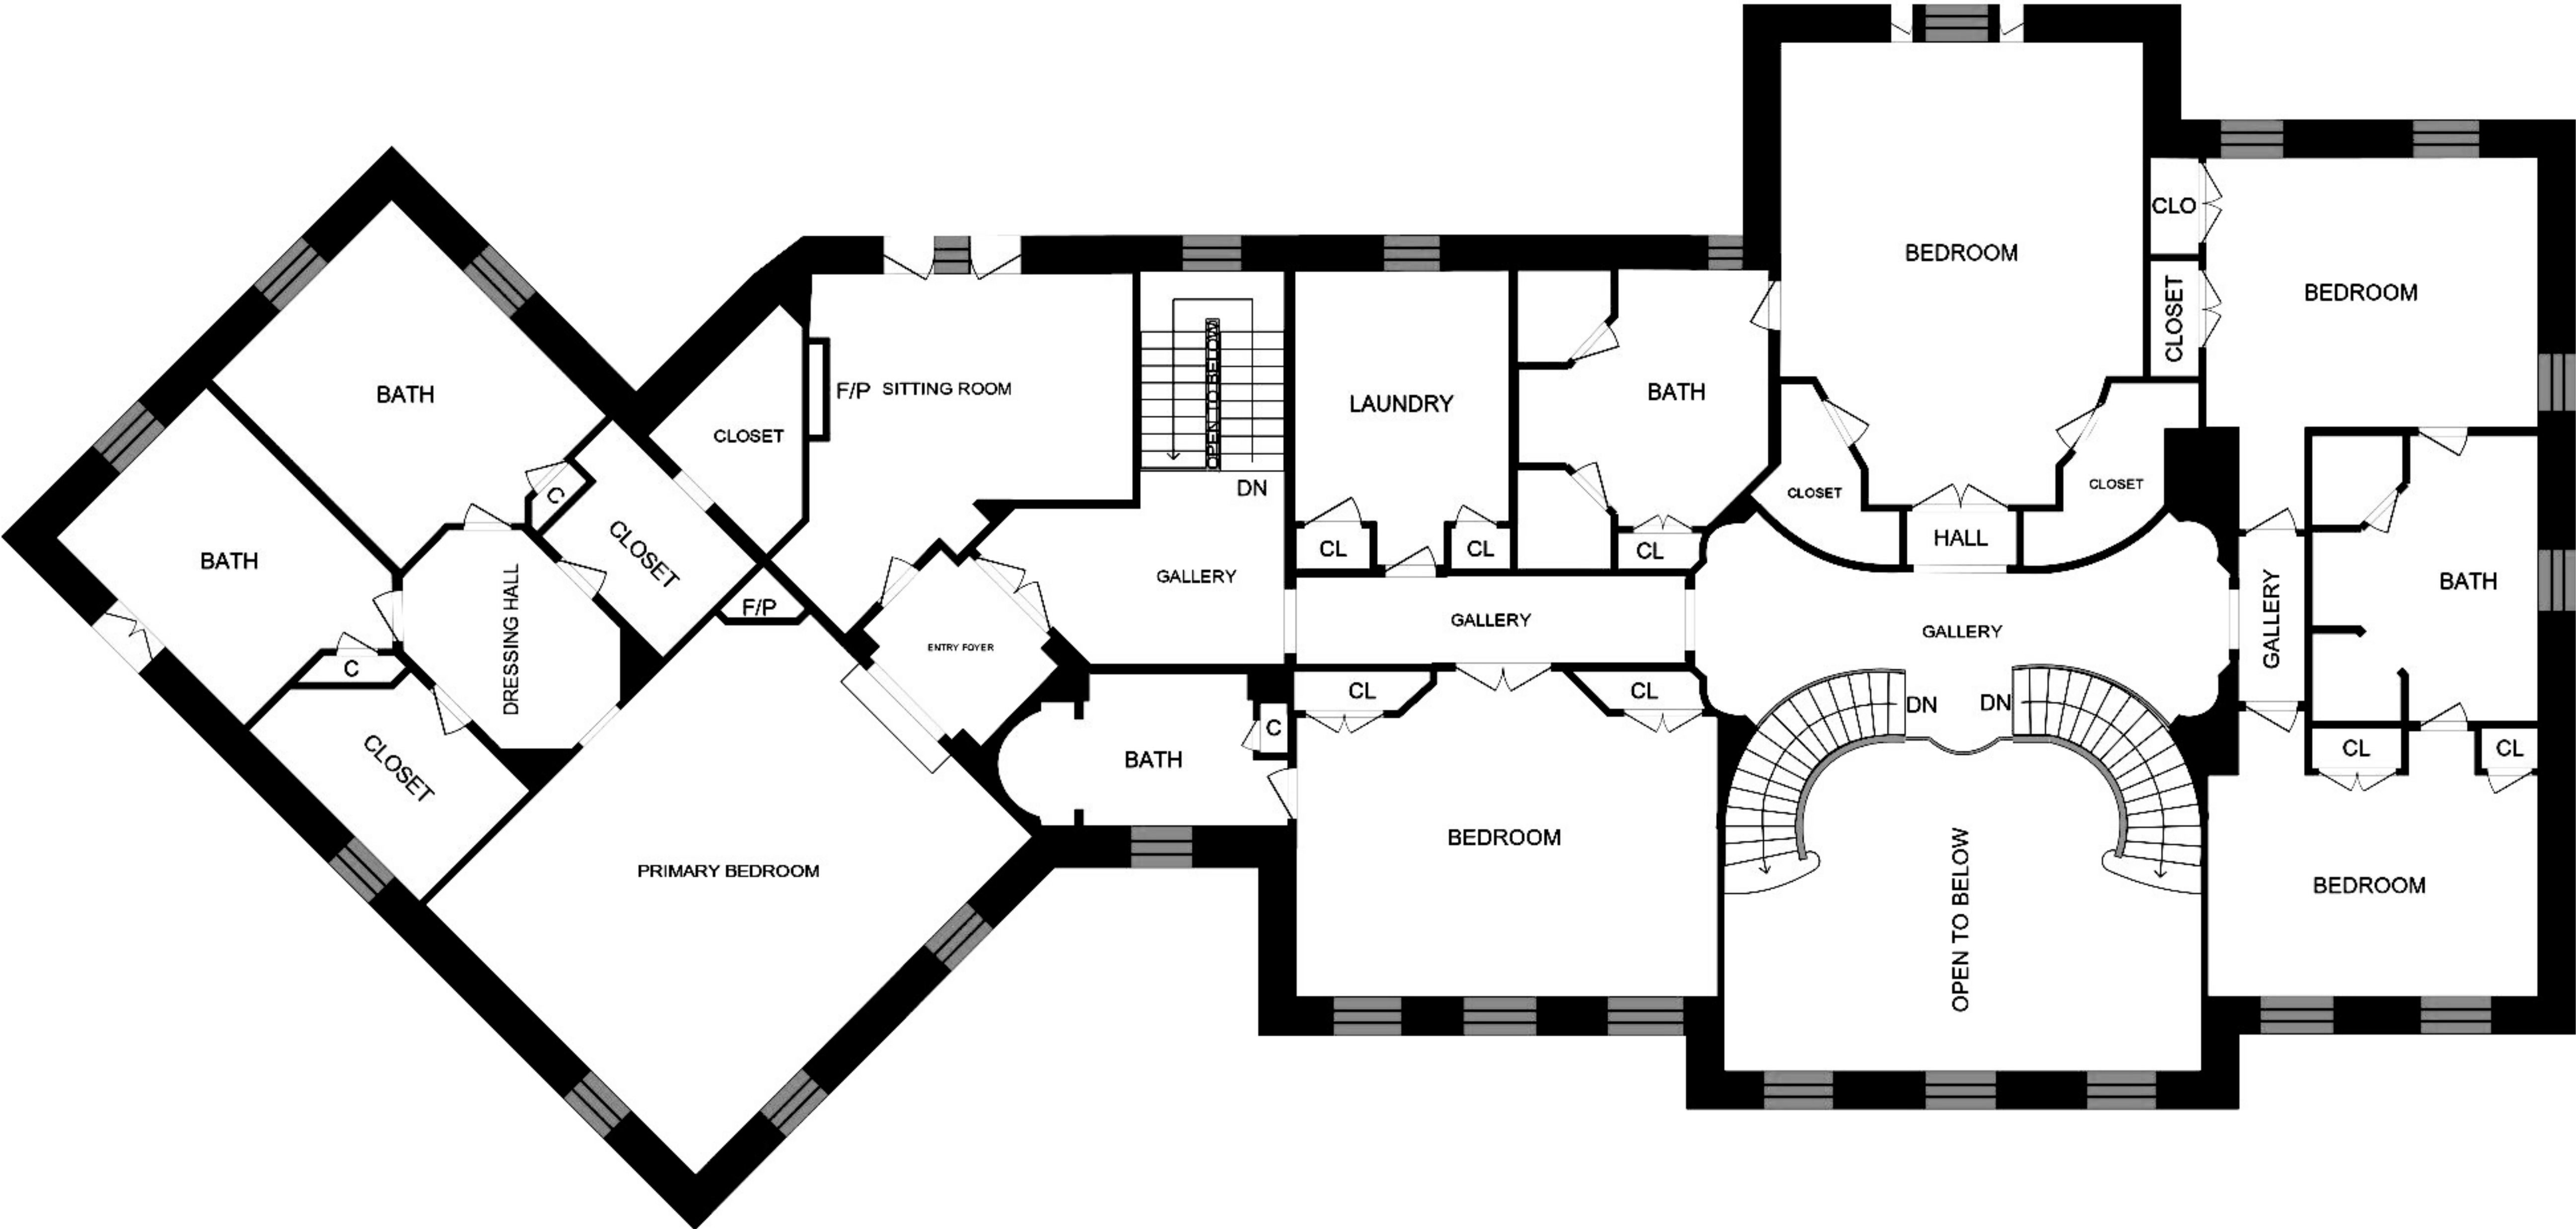 BEDROOM
CLO
CLOSET
BEDROOM
BATH
F/P
SITTING ROOM
CLOSET
OPEN TO BELOW
DN
LAUNDRY
BATH
C
CLOSET
CLOSET
CLOSET
HALL
CL
CL
CL
BATH
DRESSING HALL
F/P
GALLERY
GALLERY
GALLERY
GALLERY
BATH
ENTRY FOYER
C
CL
CL
DN
DN
C
BATH
CLOSET
CL
CL
PRIMARY BEDROOM
BEDROOM
OPEN TO BELOW
BEDROOM